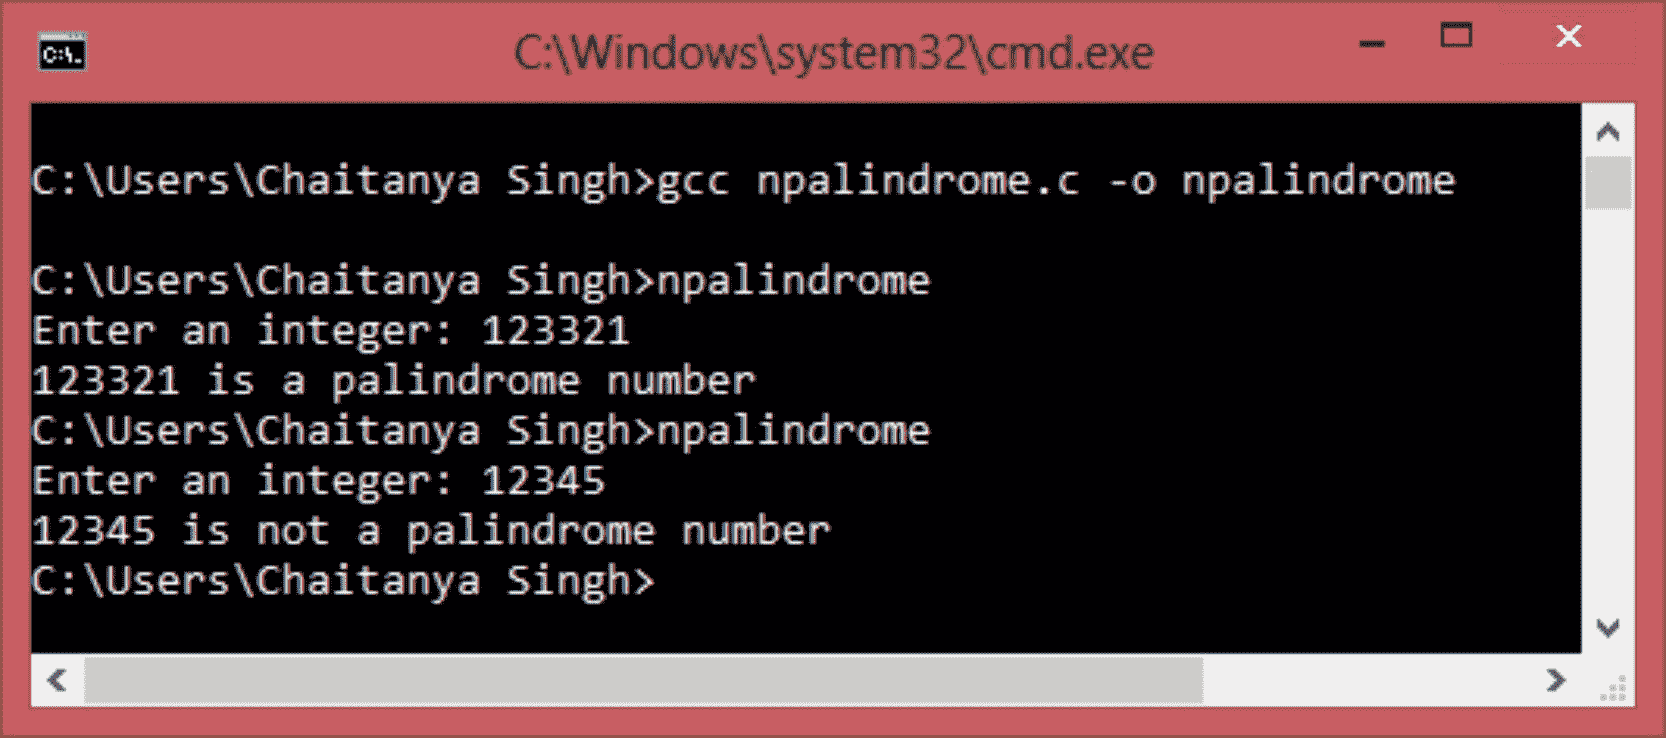 C:\Windows\system32\cmd.exe
C:\Users\Chaitanya Singh>gcc npalindrome.c -o npalindrome
C:\Users\Chaitanya Singh>npalindrome
Enter an integer: 123321
123321 is a palindrome number
C:\Users\Chaitanya Singh>npalindrome
Enter an integer: 12345
12345 is not a palindrome number
C:\Users\Chaitanya Singh>